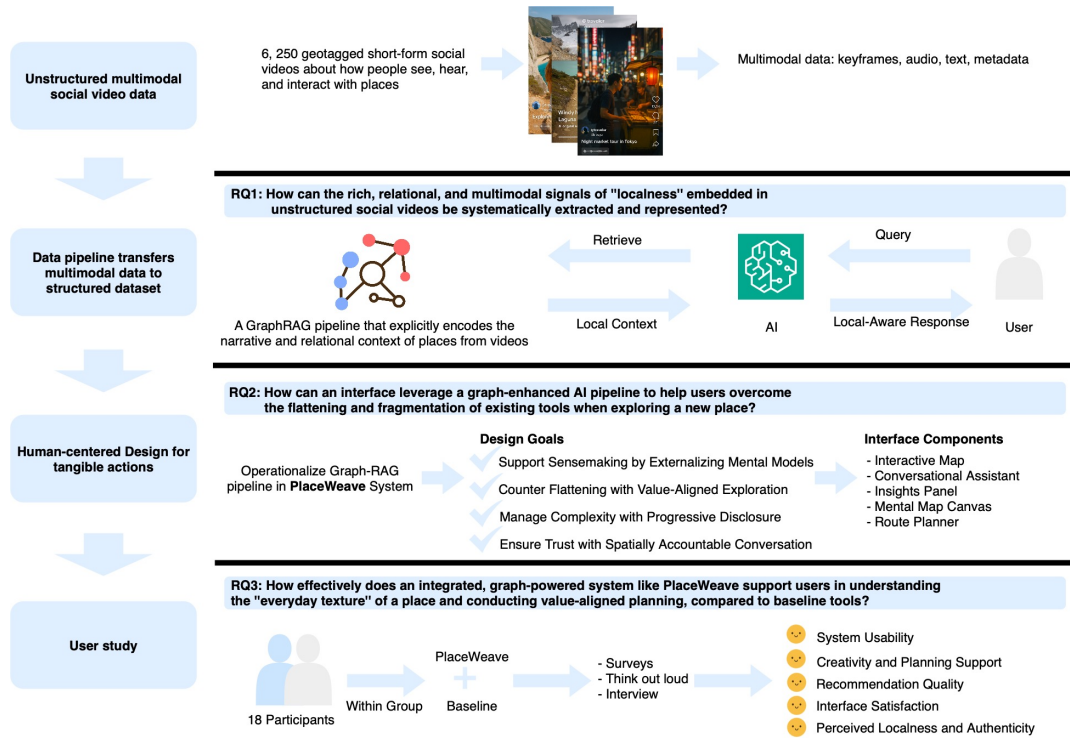 Unstructured multimodal
social video data
6, 250 geotagged short-form social
videos about how people see, hear,
and interact with places
Night market tour in Tokyo
Multimodal data: keyframes, audio, text, metadata
RQ1: How can the rich, relational, and multimodal signals of "localness" embedded in
unstructured social videos be systematically extracted and represented?
Data pipeline transfers
multimodal data to
structured dataset
Retrieve
Local Context
A GraphRAG pipeline that explicitly encodes the
narrative and relational context of places from videos
AI
Query
Local-Aware Response
User
RQ2: How can an interface leverage a graph-enhanced AI pipeline to help users overcome
the flattening and fragmentation of existing tools when exploring a new place?
Human-centered Design for
tangible actions
Operationalize Graph-RAG
pipeline in PlaceWeave System
Design Goals
Support Sensemaking by Externalizing Mental Models
Counter Flattening with Value-Aligned Exploration
Manage Complexity with Progressive Disclosure
Ensure Trust with Spatially Accountable Conversation
Interface Components
- Interactive Map
- Conversational Assistant
- Insights Panel
- Mental Map Canvas
- Route Planner
RQ3: How effectively does an integrated, graph-powered system like PlaceWeave support users in understanding
the "everyday texture" of a place and conducting value-aligned planning, compared to baseline tools?
User study
18 Participants
Within Group
PlaceWeave
+
Baseline
- Surveys
- Think out loud
- Interview
System Usability
Creativity and Planning Support
Recommendation Quality
Interface Satisfaction
Perceived Localness and Authenticity